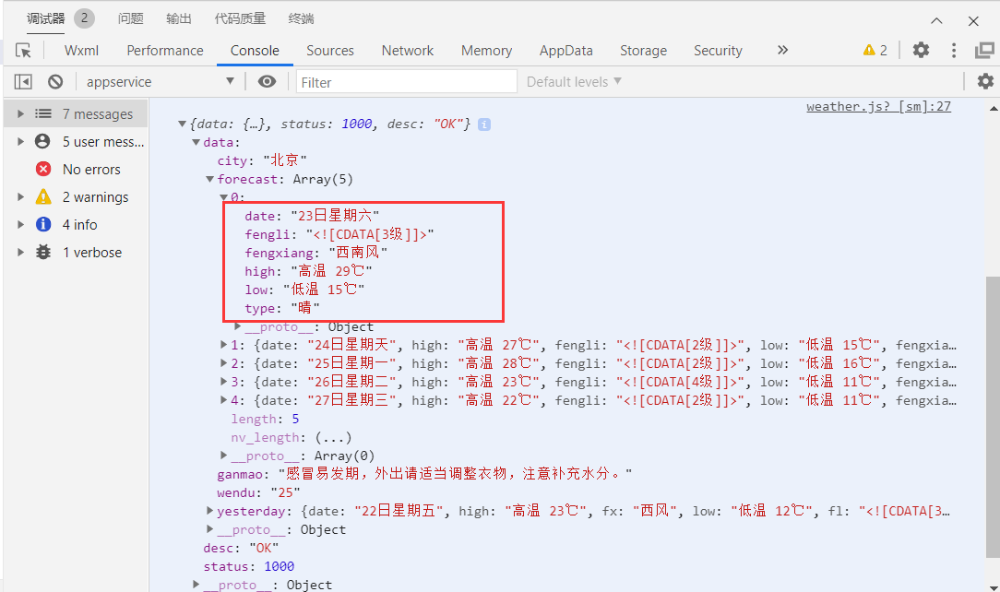 调试器 2 问题 输出 代码质量 终端
Wxml Performance Console Sources Network Memory AppData Storage Security » 2
appservice Filter Default levels
7 messages
5 user mess...
No errors
2 warnings
4 info
1 verbose
weather.js? [sm]:27
{data: {…}, status: 1000, desc: "OK"}
data:
city: "北京"
forecast: Array(5)
0:
date: "23日星期六"
fengli: "<![CDATA[3级]]>"
fengxiang: "西南风"
high: "高温 29℃"
low: "低温 15℃"
type: "晴"
__proto__: Object
1: {date: "24日星期天", high: "高温 27℃", fengli: "<![CDATA[2级]]>", low: "低温 15℃", fengxia…
2: {date: "25日星期一", high: "高温 28℃", fengli: "<![CDATA[2级]]>", low: "低温 16℃", fengxia…
3: {date: "26日星期二", high: "高温 23℃", fengli: "<![CDATA[4级]]>", low: "低温 11℃", fengxia…
4: {date: "27日星期三", high: "高温 22℃", fengli: "<![CDATA[2级]]>", low: "低温 11℃", fengxia…
length: 5
nv_length: (...)
__proto__: Array(0)
ganmao: "感冒易发期，外出请适当调整衣物，注意补充水分。"
wendu: "25"
yesterday: {date: "22日星期五", high: "高温 23℃", fx: "西风", low: "低温 12℃", fl: "<![CDATA[3…
__proto__: Object
desc: "OK"
status: 1000
__proto__: Object